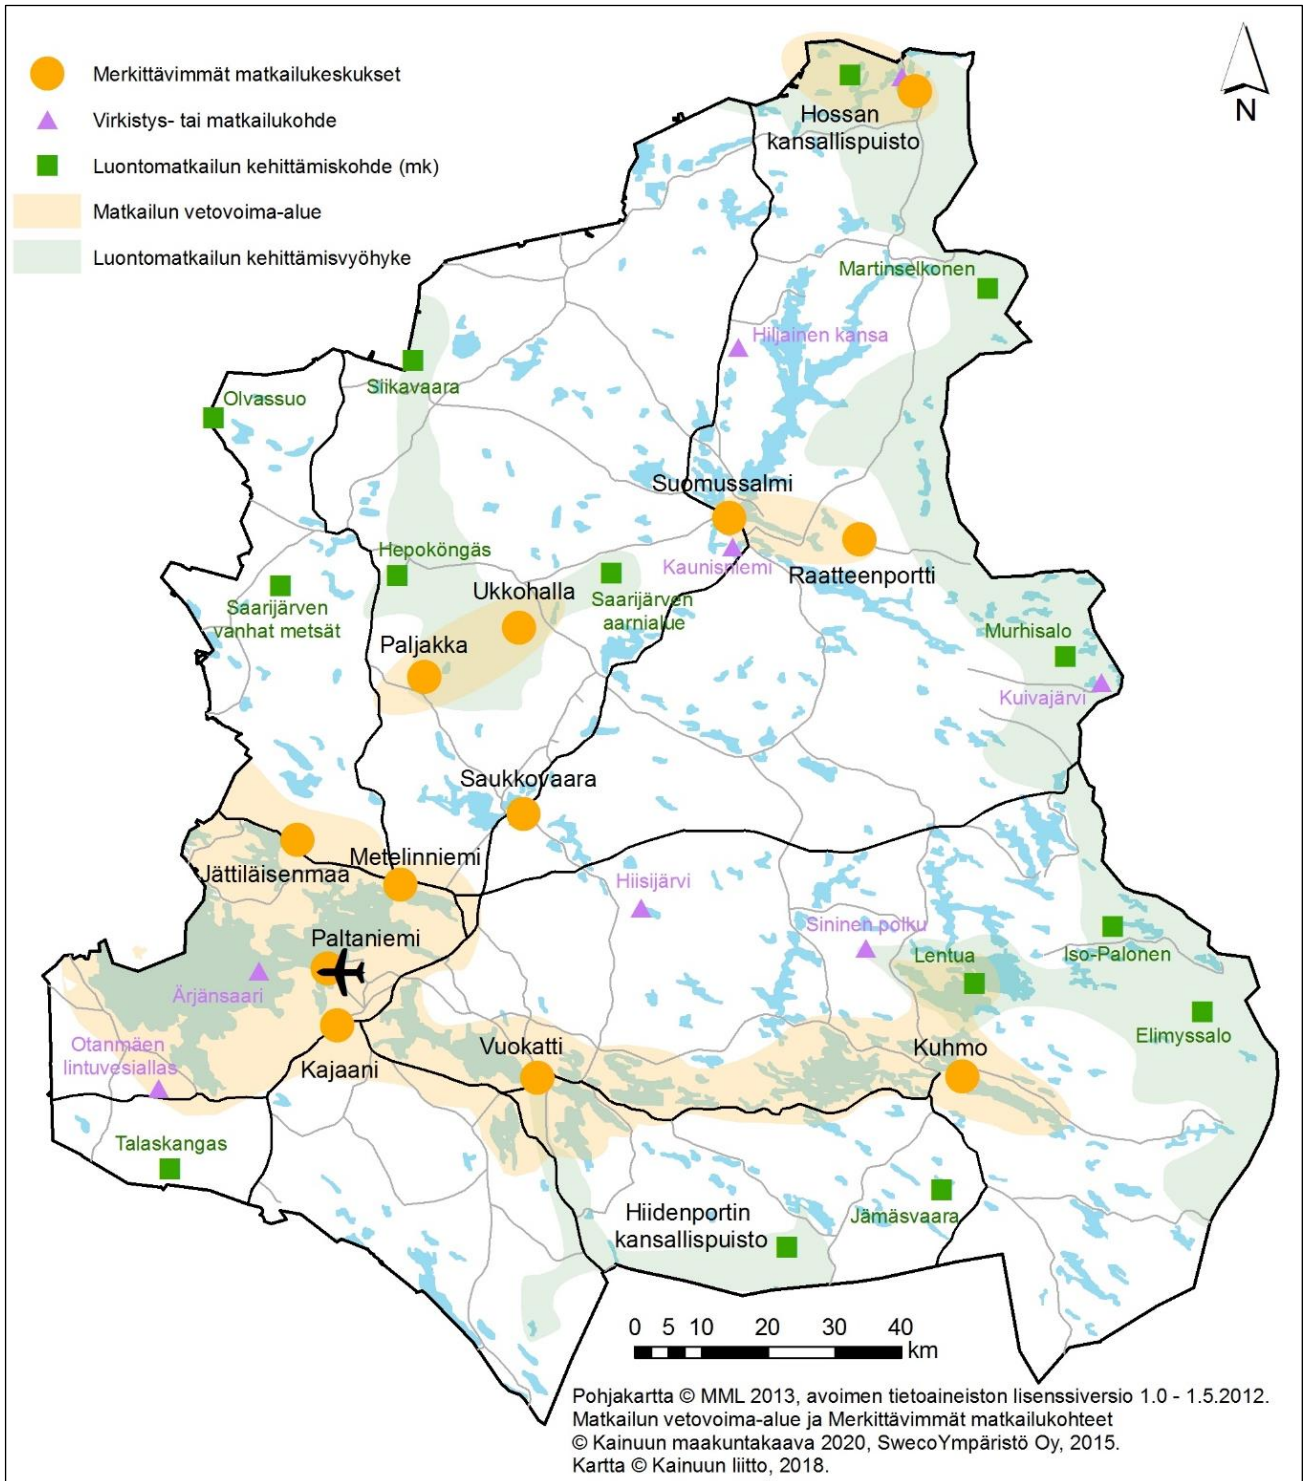 Merkittävimmät matkailukeskukset
Virkistys- tai matkailukohde
Luontomatkailun kehittämiskohde (mk)
Matkailun vetovoima-alue
Luontomatkailun kehittämisvyöhyke
N
Hossan
kansallispuisto
Martinselkonen
Hiljainen kansa
Siikavaara
Olvassuo
Suomussalmi
Kaunisniemi
Raatteenportti
Hepoköngäs
Ukkohalla
Saarijärven
aarnialue
Saarijärven
vanhat metsät
Paljakka
Murhisalo
Kuivajärvi
Saukkovaara
Jättiläisenmaa
Metelinniemi
Hiisijärvi
Sininen polku
Lentua
Iso-Palonen
Paltaniemi
Ärjänsaari
Elimyssalo
Otanmäen
lintuvesiallas
Kajaani
Vuokatti
Kuhmo
Talaskangas
Hiidenportin
kansallispuisto
Jämäsvaara
0 5 10 20 30 40
km
Pohjakartta © MML 2013, avoimen tietoaineiston lisenssiversio 1.0 - 1.5.2012.
Matkailun vetovoima-alue ja Merkittävimmät matkailukohteet
© Kainuun maakuntakaava 2020, SwecoYmpäristö Oy, 2015.
Kartta © Kainuun liitto, 2018.